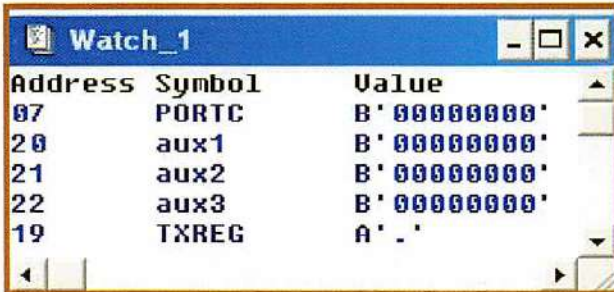 Watch_1
Address Symbol Value
07 PORTC B'00000000'
20 aux1 B'00000000'
21 aux2 B'00000000'
22 aux3 B'00000000'
19 TXREG A'.'